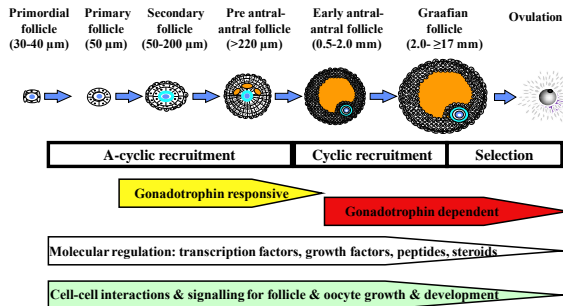 Primordial
follicle
(30-40 µm)
Primary
follicle
(50 µm)
Secondary
follicle
(50-200 µm)
Pre antral-
antral follicle
(>220 µm)
Early antral-
antral follicle
(0.5-2.0 mm)
Graafian
follicle
(2.0- ≥17 mm)
Ovulation
A-cyclic recruitment
Cyclic recruitment
Selection
Gonadotrophin responsive
Gonadotrophin dependent
Molecular regulation: transcription factors, growth factors, peptides, steroids
Cell-cell interactions & signalling for follicle & oocyte growth & development